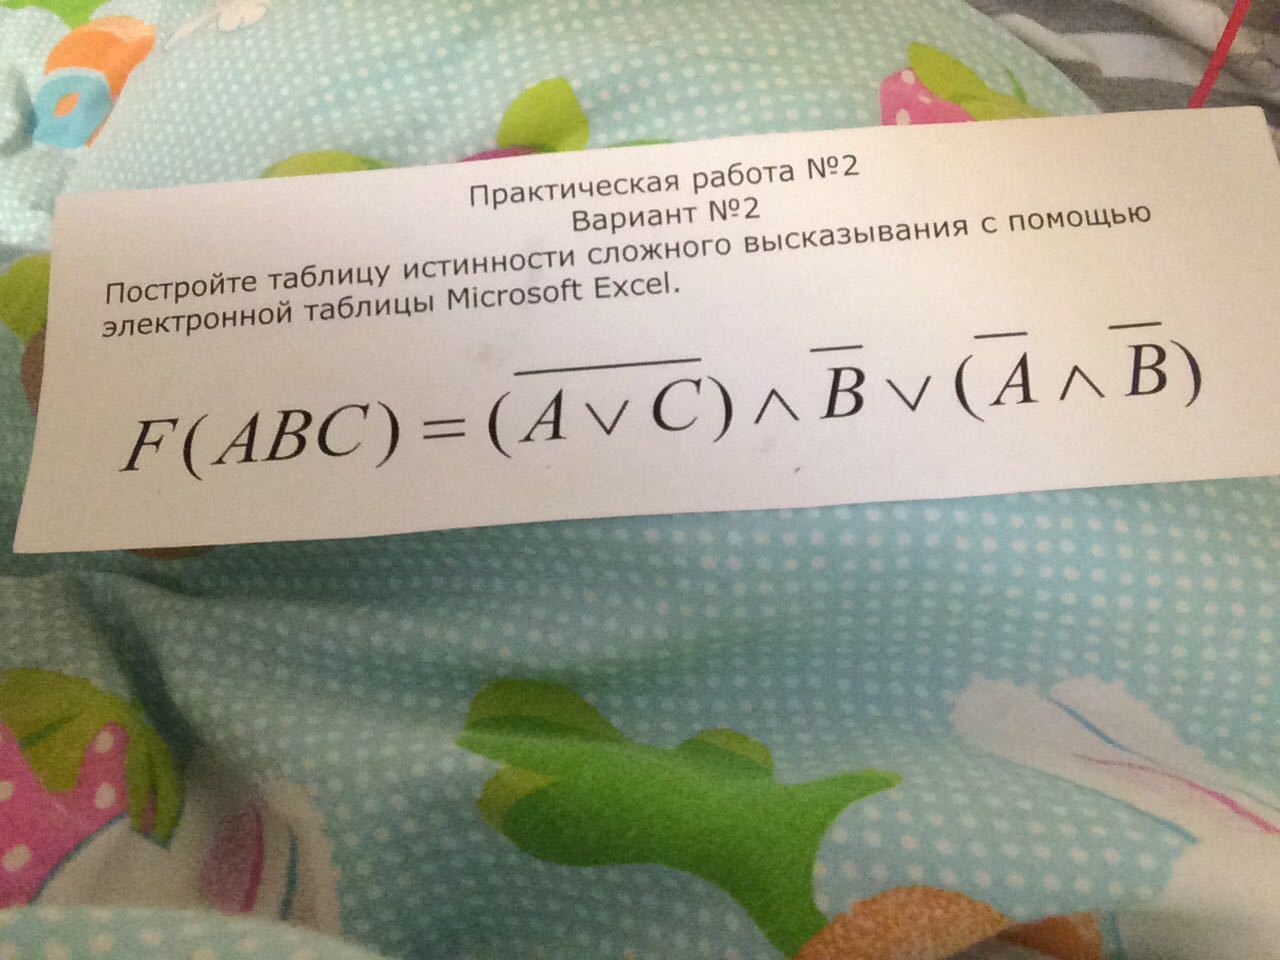 Практическая работа №2
Вариант №2
Постройте таблицу истинности сложного высказывания с помощью
электронной таблицы Microsoft Excel.
F(ABC) = (A̅ ̅∨̅ ̅C̅) ∧ B̅ ∨ (A̅ ∧ B̅)